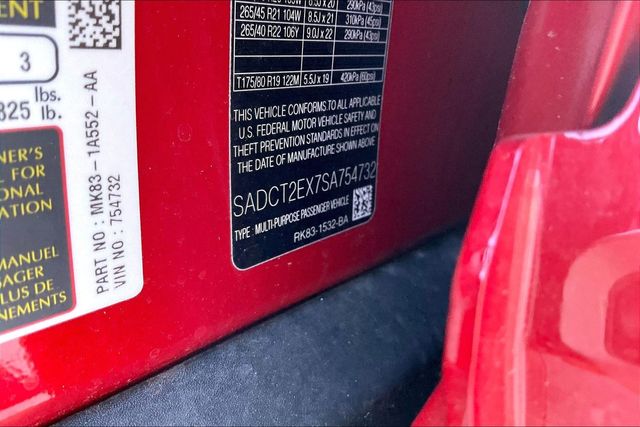 ENT
3
lbs.
825 lb.
NER'S
FOR
ONAL
ATION
MANUEL
SAGER
LUS DE
NEMENTS
PART NO : MK83 - 1A552 - AA
VIN NO : 754732
265/45 R21 104W 8.5J x 21 310kPa (45psi)
265/40 R22 106Y 9.0J x 22 290kPa (43psi)
T175/80 R19 122M 5.5J x 19 420kPa (60psi)
THIS VEHICLE CONFORMS TO ALL APPLICABLE
U.S. FEDERAL MOTOR VEHICLE SAFETY AND
THEFT PREVENTION STANDARDS IN EFFECT ON
THE DATE OF MANUFACTURE SHOWN ABOVE
SADCT2EX7SA754732
TYPE : MULTI-PURPOSE PASSENGER VEHICLE
RK83-1532-BA